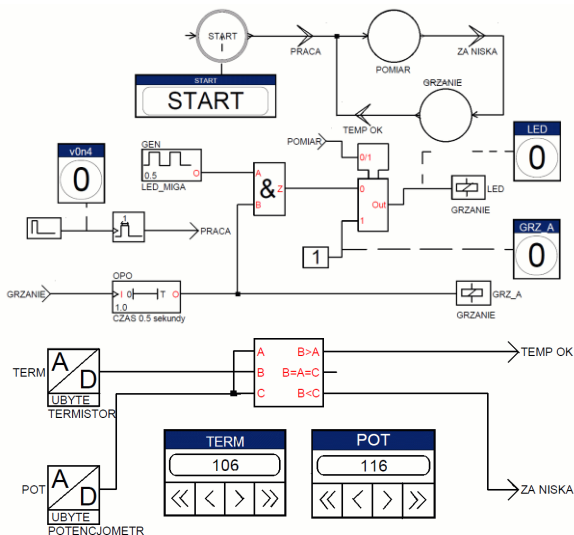 START
PRACA
POMIAR
ZA NISKA
START
START
GRZANIE
TEMP OK
v0n4
0
GEN
0.5
O
LED_MIGA
A
&
B
Z
POMIAR
0/1
0
1
Out
LED
0
LED
GRZANIE
1
PRACA
1
GRZ_A
0
GRZANIE
OPO
I 0 T O
1.0
CZAS 0.5 sekundy
GRZ_A
GRZANIE
TERM
A
D
UBYTE
TERMISTOR
A B>A
B B=A=C
C B<C
TEMP OK
TERM
106
POT
116
POT
A
D
UBYTE
POTENCJOMETR
ZA NISKA